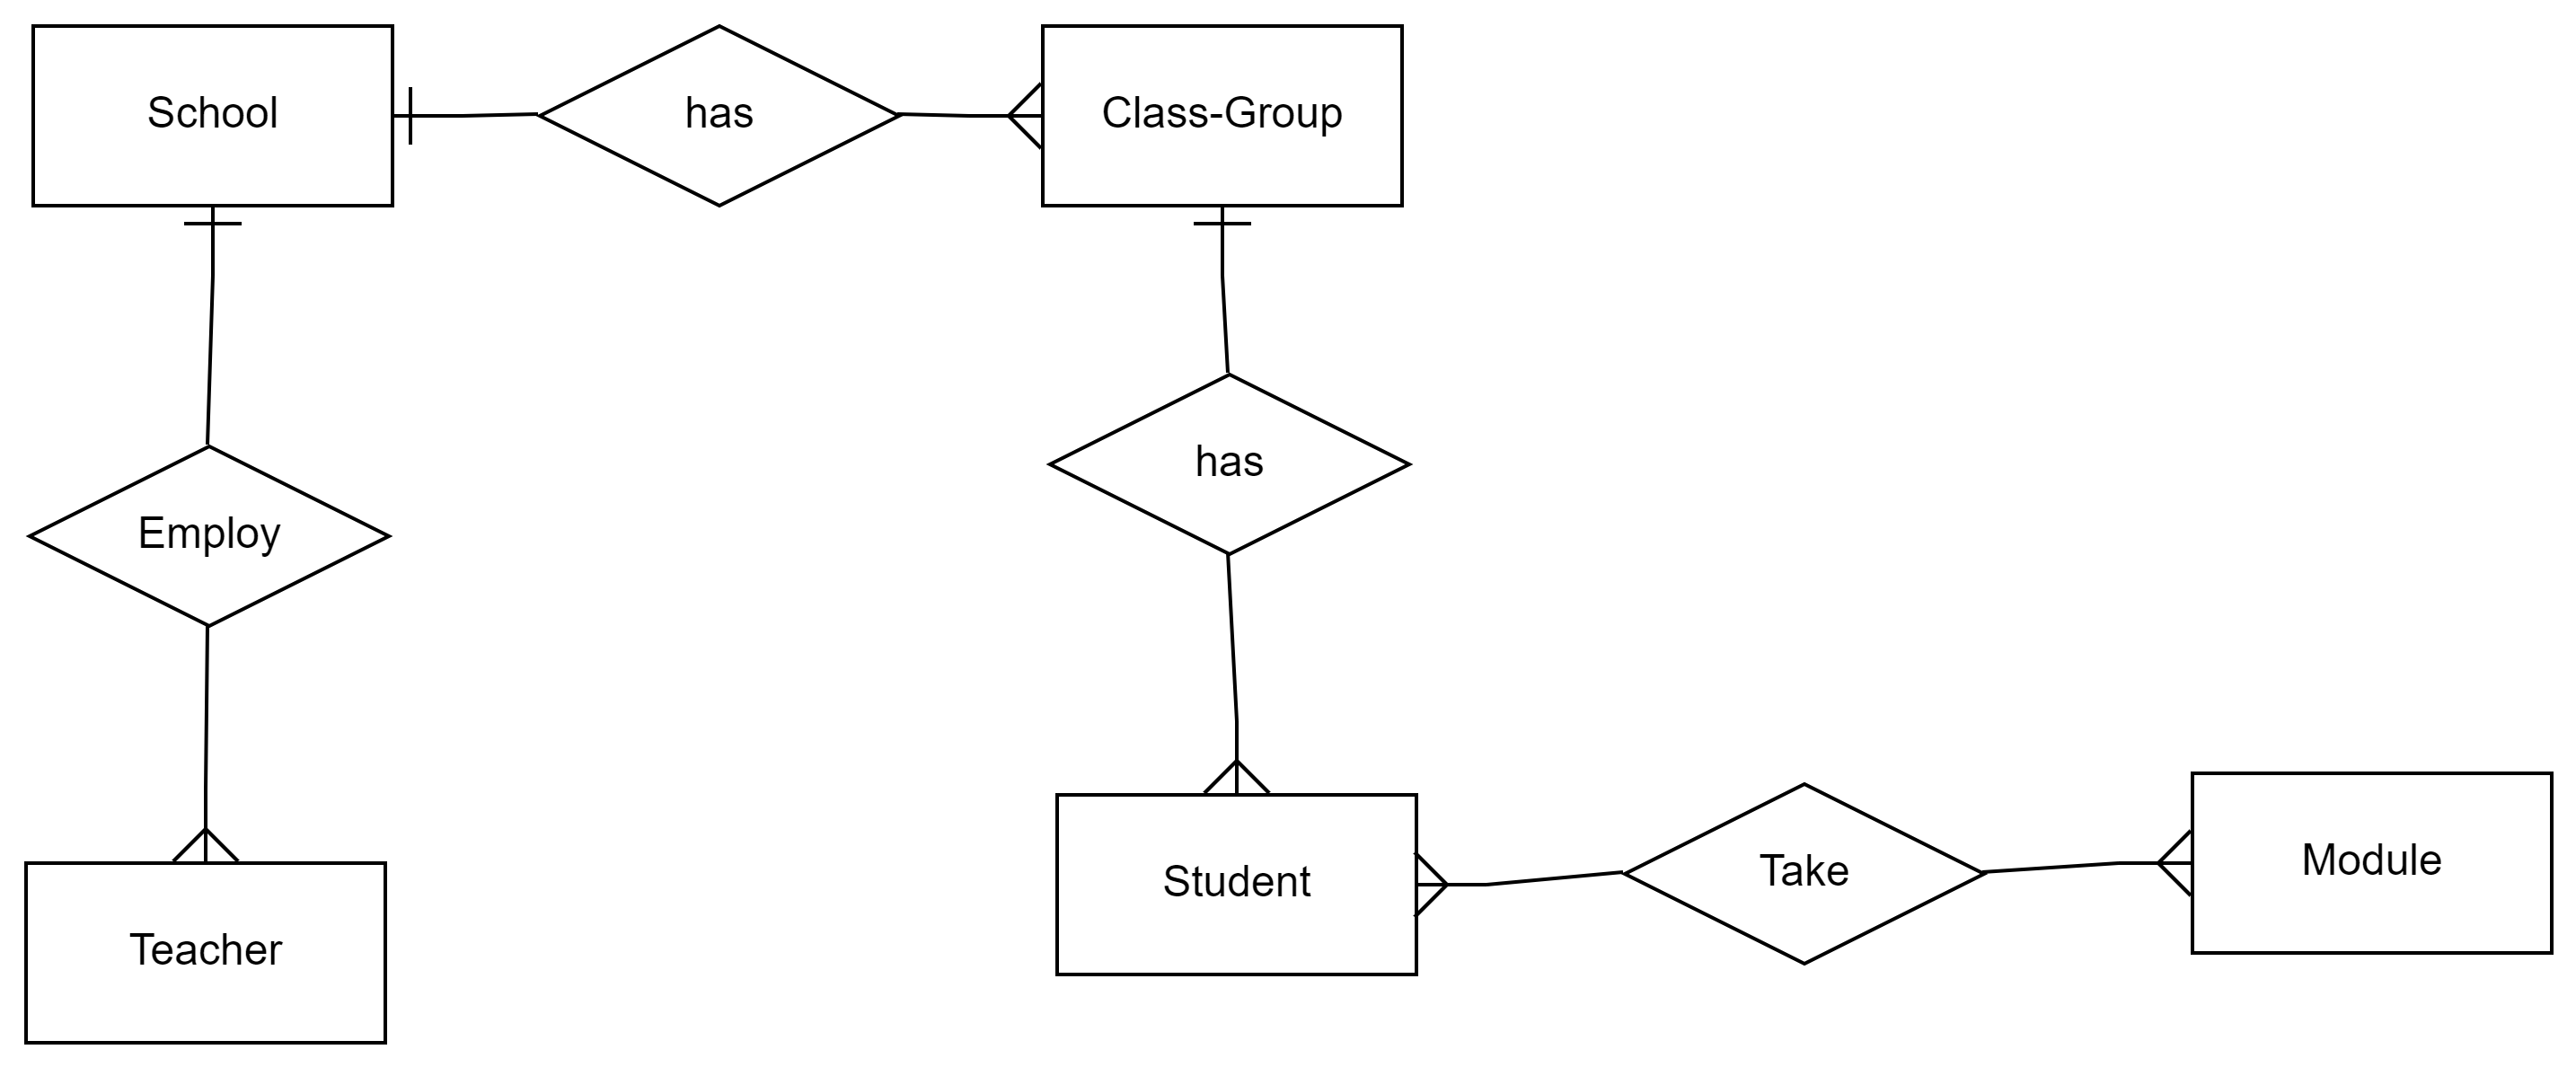 School
has
Class-Group
has
Employ
Take
Module
Student
Teacher